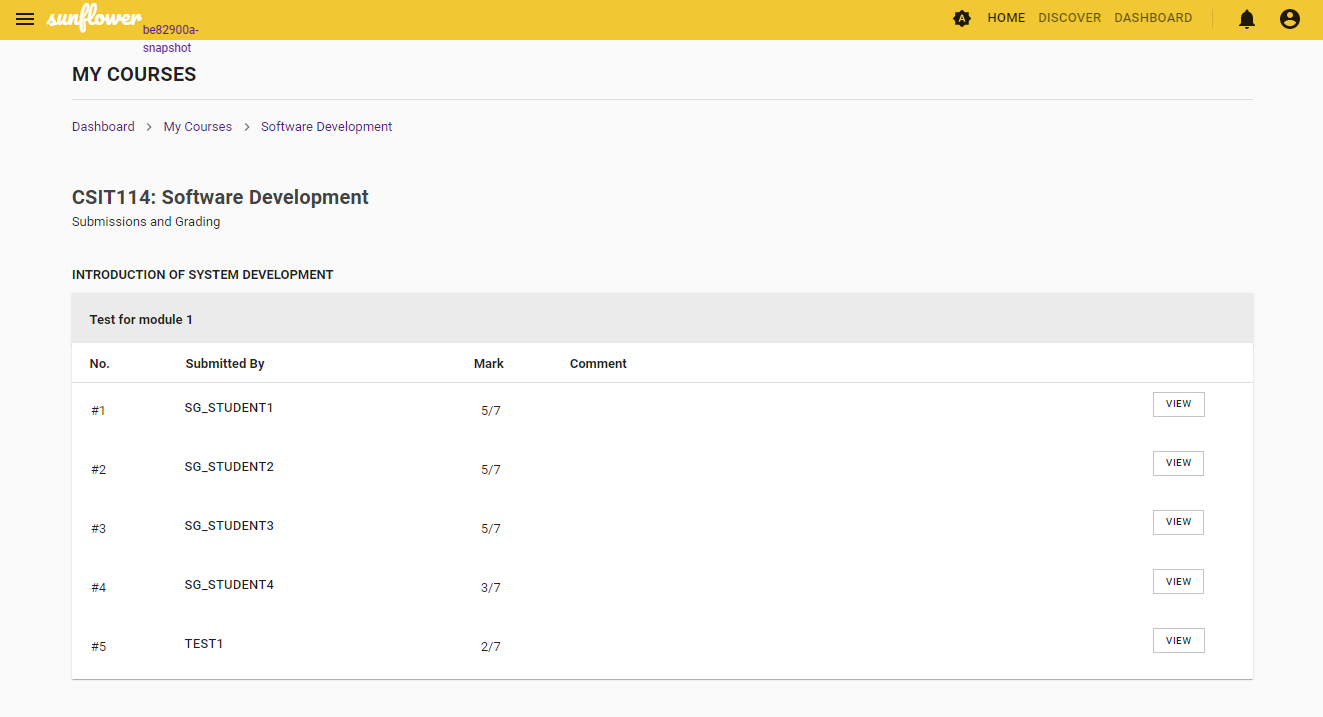 sunflower
be82900a-
snapshot
A HOME DISCOVER DASHBOARD
MY COURSES
Dashboard > My Courses > Software Development
CSIT114: Software Development
Submissions and Grading
INTRODUCTION OF SYSTEM DEVELOPMENT
Test for module 1
No. Submitted By Mark Comment
#1 SG_STUDENT1 5/7 VIEW
#2 SG_STUDENT2 5/7 VIEW
#3 SG_STUDENT3 5/7 VIEW
#4 SG_STUDENT4 3/7 VIEW
#5 TEST1 2/7 VIEW